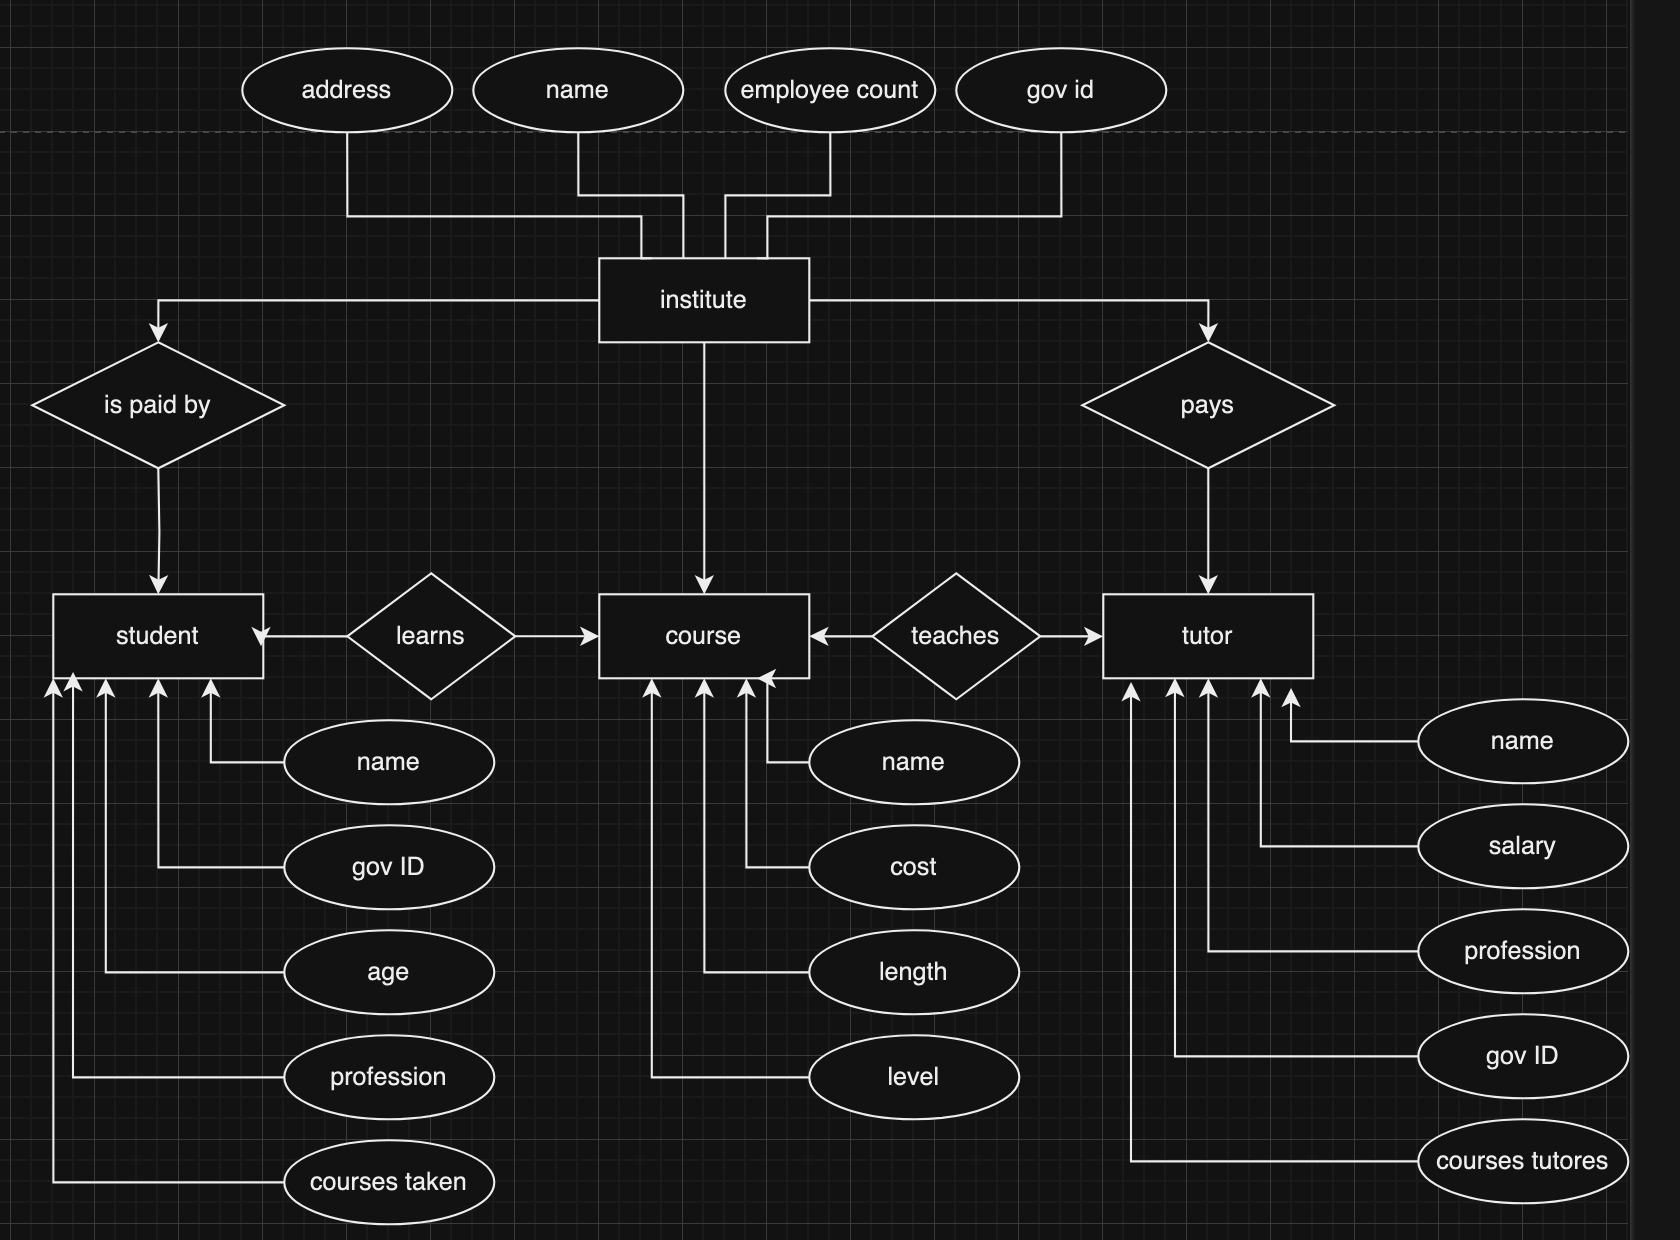 address
name
employee count
gov id
institute
is paid by
pays
student
learns
course
teaches
tutor
name
gov ID
age
profession
courses taken
name
cost
length
level
name
salary
profession
gov ID
courses tutores